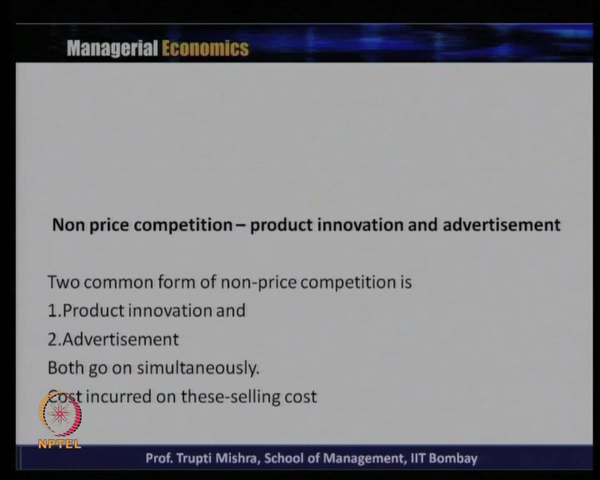 Managerial Economics
Non price competition – product innovation and advertisement
Two common form of non-price competition is
1.Product innovation and
2.Advertisement
Both go on simultaneously.
Cost incurred on these-selling cost
NPTEL
Prof. Trupti Mishra, School of Management, IIT Bombay